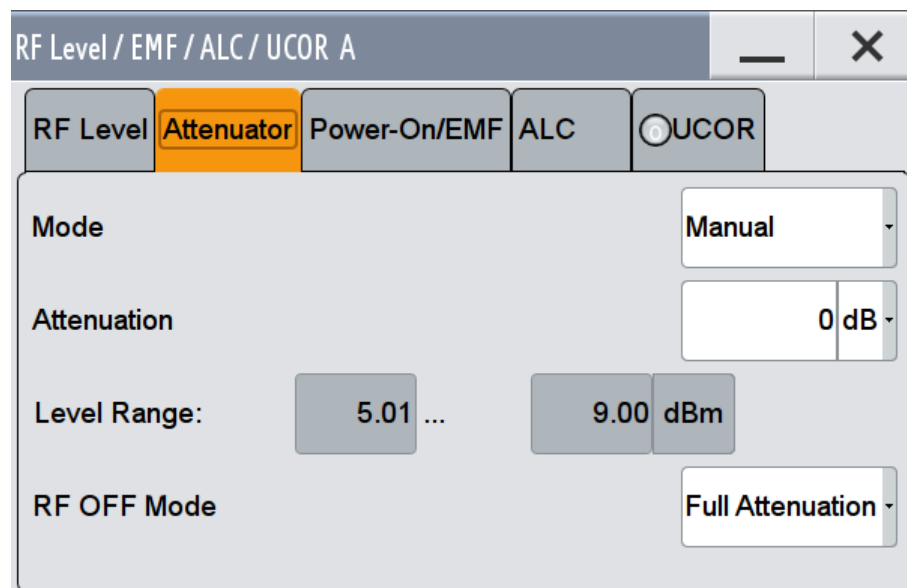 RF Level / EMF / ALC / UCOR A
RF Level Attenuator Power-On/EMF ALC UCOR
Mode Manual
Attenuation 0 dB
Level Range: 5.01 ... 9.00 dBm
RF OFF Mode Full Attenuation